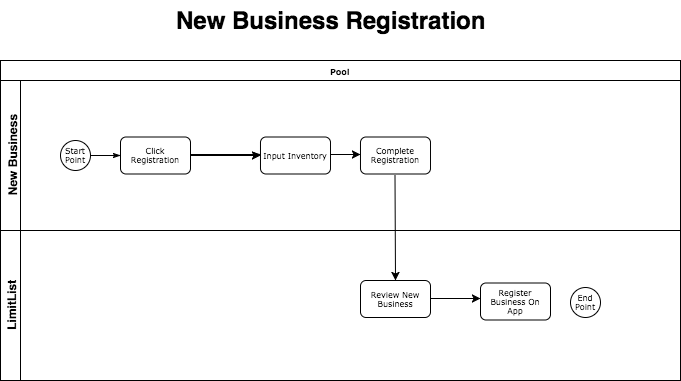 New Business Registration
Pool
New Business
Start
Point
Click
Registration
Input Inventory
Complete
Registration
LimitList
Review New
Business
Register
Business On
App
End
Point